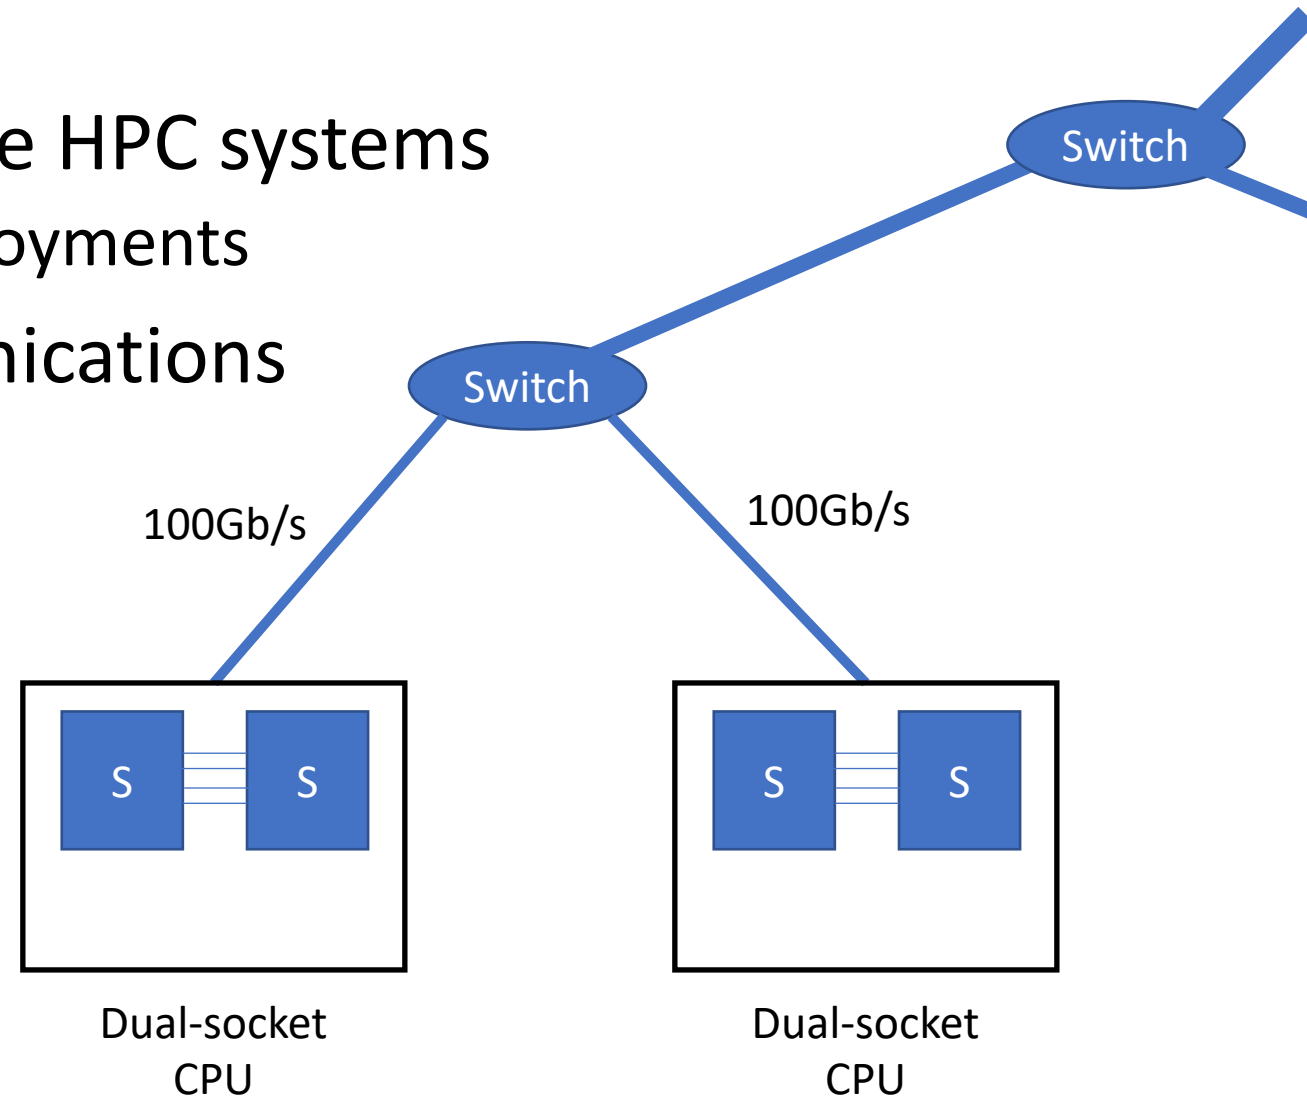 e HPC systems
oyments
nications
Switch
Switch
100Gb/s
100Gb/s
S S
S S
Dual-socket
CPU
Dual-socket
CPU